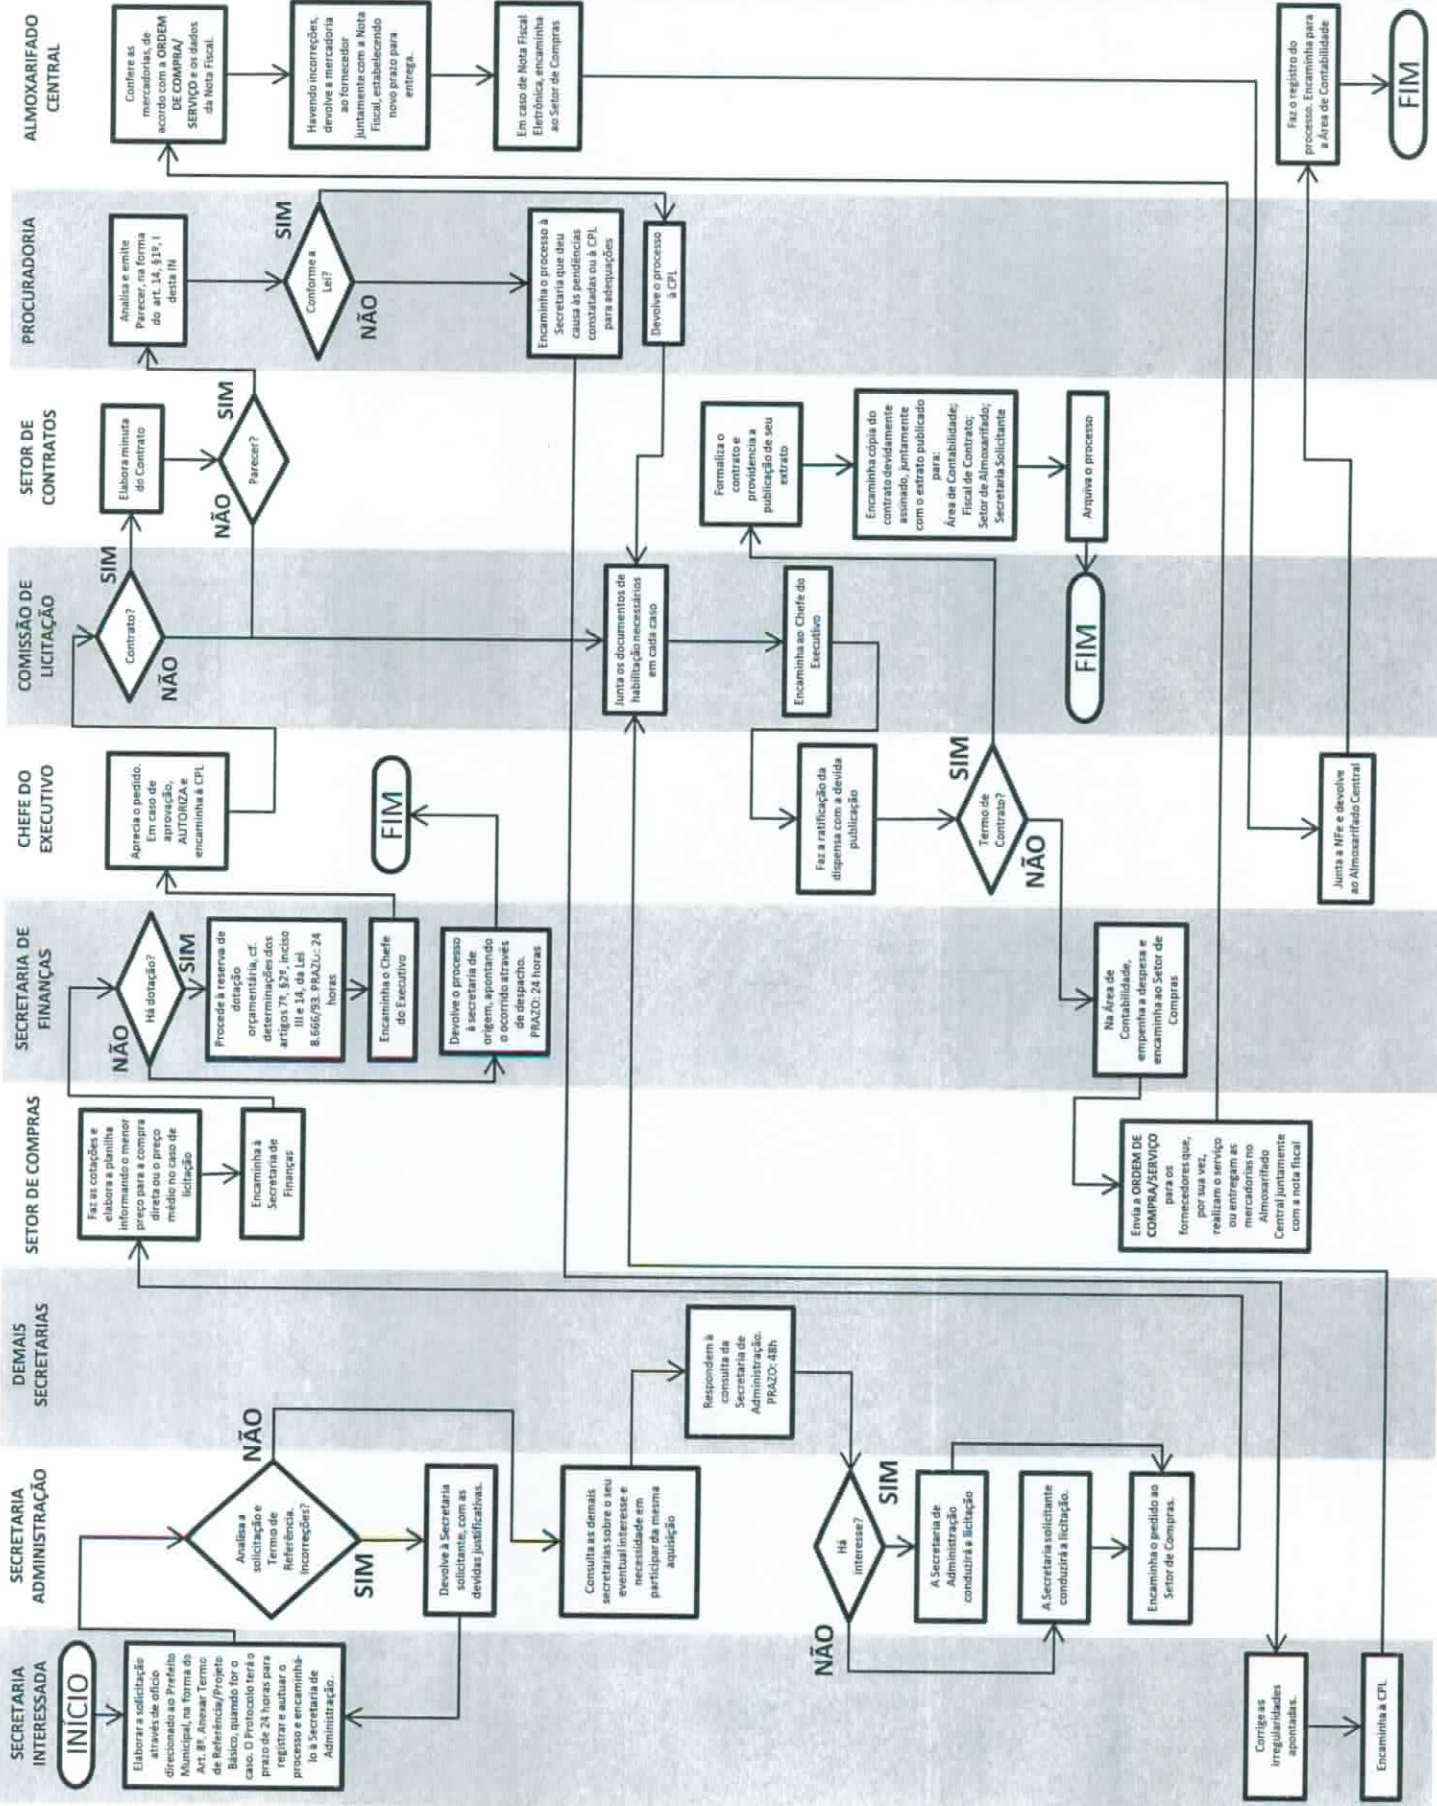 SECRETARIA
INTERESSADA
INÍCIO
Elaborar a solicitação
através de ofício
direcionado ao Prefeito
Municipal, na forma do
Art. 8º. Anexar Termo
de Referência/Projeto
Básico, quando for o
caso. O Protocolo terá o
prazo de 24 horas para
registrar e autuar o
processo e encaminhá-
lo à Secretaria de
Administração.
Corrige as
irregularidades
apontadas.
Encaminha à CPL
SECRETARIA
ADMINISTRAÇÃO
Analisa a
solicitação e
Termo de
Referência.
Incorreções?
NÃO
SIM
Devolve à Secretaria
solicitante, com as
devidas justificativas.
Consulta as demais
secretarias sobre o seu
eventual interesse e
necessidade em
participar da mesma
aquisição
Há
interesse?
NÃO
SIM
A Secretaria de
Administração
conduzirá a licitação
A Secretaria solicitante
conduzirá a licitação.
Encaminha o pedido ao
Setor de Compras.
DEMAIS
SECRETARIAS
Respondem à
consulta da
Secretaria de
Administração.
PRAZO: 48h
SETOR DE COMPRAS
Faz as cotações e
elabora a planilha
informando o menor
preço para a compra
direta ou o preço
médio no caso de
licitação
Encaminha à
Secretaria de
Finanças
Envia a ORDEM DE
COMPRA/SERVIÇO
para os
fornecedores que,
por sua vez,
realizam o serviço
ou entregam as
mercadorias no
Almoxarifado
Central juntamente
com a nota fiscal
SECRETARIA DE
FINANÇAS
Há dotação?
NÃO
SIM
Procede à reserva de
dotação
orçamentária, cf.
determinações dos
artigos 7º, §2º, inciso
III e 14, da Lei
8.666/93. PRAZO: 24
horas
Encaminha o Chefe
do Executivo
Devolve o processo
à secretaria de
origem, apontando
o ocorrido através
de despacho.
PRAZO: 24 horas
Na Área de
Contabilidade,
empenha a despesa e
encaminha ao Setor de
Compras
CHEFE DO
EXECUTIVO
Aprecia o pedido.
Em caso de
aprovação,
AUTORIZA e
encaminha à CPL
FIM
Faz a ratificação da
dispensa com a devida
publicação
Termo de
Contrato?
SIM
NÃO
Junta a NFe e devolve
ao Almoxarifado Central
COMISSÃO DE
LICITAÇÃO
Contrato?
SIM
NÃO
Junta os documentos de
habilitação necessários
em cada caso
Encaminha ao Chefe do
Executivo
FIM
SETOR DE
CONTRATOS
Elabora minuta
do Contrato
Parecer?
SIM
NÃO
Formaliza o
contrato e
providencia a
publicação de seu
extrato
Encaminha cópia do
contrato devidamente
assinado, juntamente
com o extrato publicado
para:
Área de Contabilidade;
Fiscal de Contrato;
Setor de Almoxarifado;
Secretaria Solicitante
Arquiva o processo
PROCURADORIA
Analisa e emite
Parecer, na forma
do art. 14, §1º, I
desta IN
Conforme a
Lei?
SIM
NÃO
Encaminha o processo à
Secretaria que deu
causa às pendências
constatadas ou à CPL
para adequações
Devolve o processo
à CPL
ALMOXARIFADO
CENTRAL
Confere as
mercadorias, de
acordo com a ORDEM
DE COMPRA/
SERVIÇO e os dados
da Nota Fiscal.
Havendo incorreções,
devolve a mercadoria
ao fornecedor
juntamente com a Nota
Fiscal, estabelecendo
novo prazo para
entrega.
Em caso de Nota Fiscal
Eletrônica, encaminha
ao Setor de Compras
Faz o registro do
processo. Encaminha para
a Área de Contabilidade
FIM